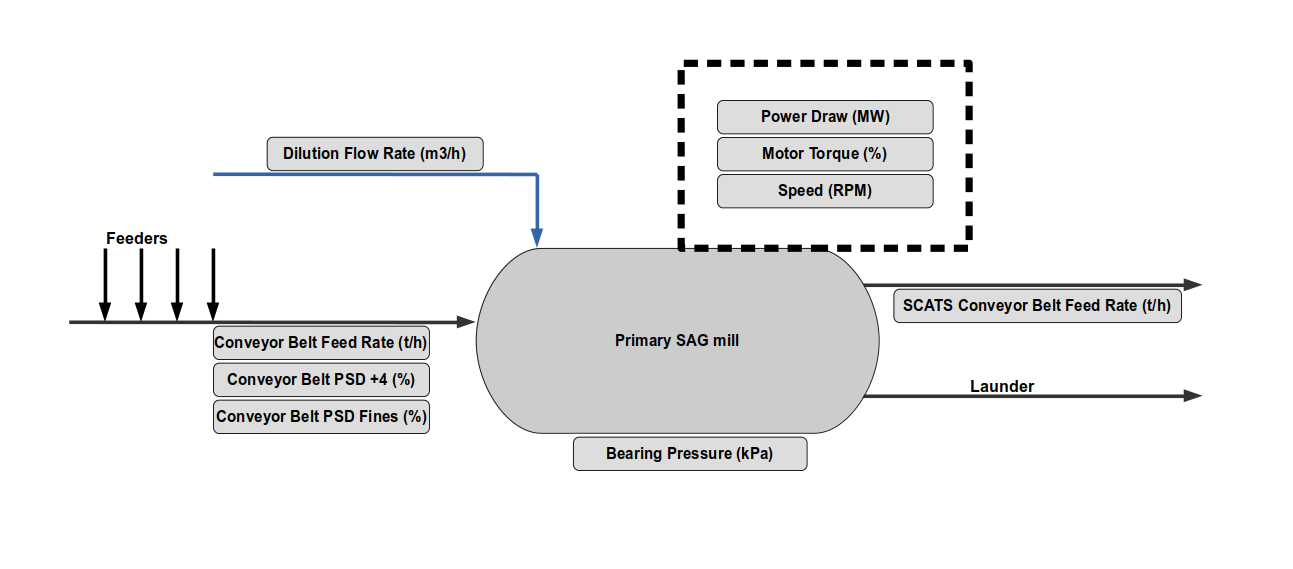 Power Draw (MW)
Motor Torque (%)
Speed (RPM)
Dilution Flow Rate (m3/h)
Feeders
Conveyor Belt Feed Rate (t/h)
Conveyor Belt PSD +4 (%)
Conveyor Belt PSD Fines (%)
Primary SAG mill
SCATS Conveyor Belt Feed Rate (t/h)
Launder
Bearing Pressure (kPa)